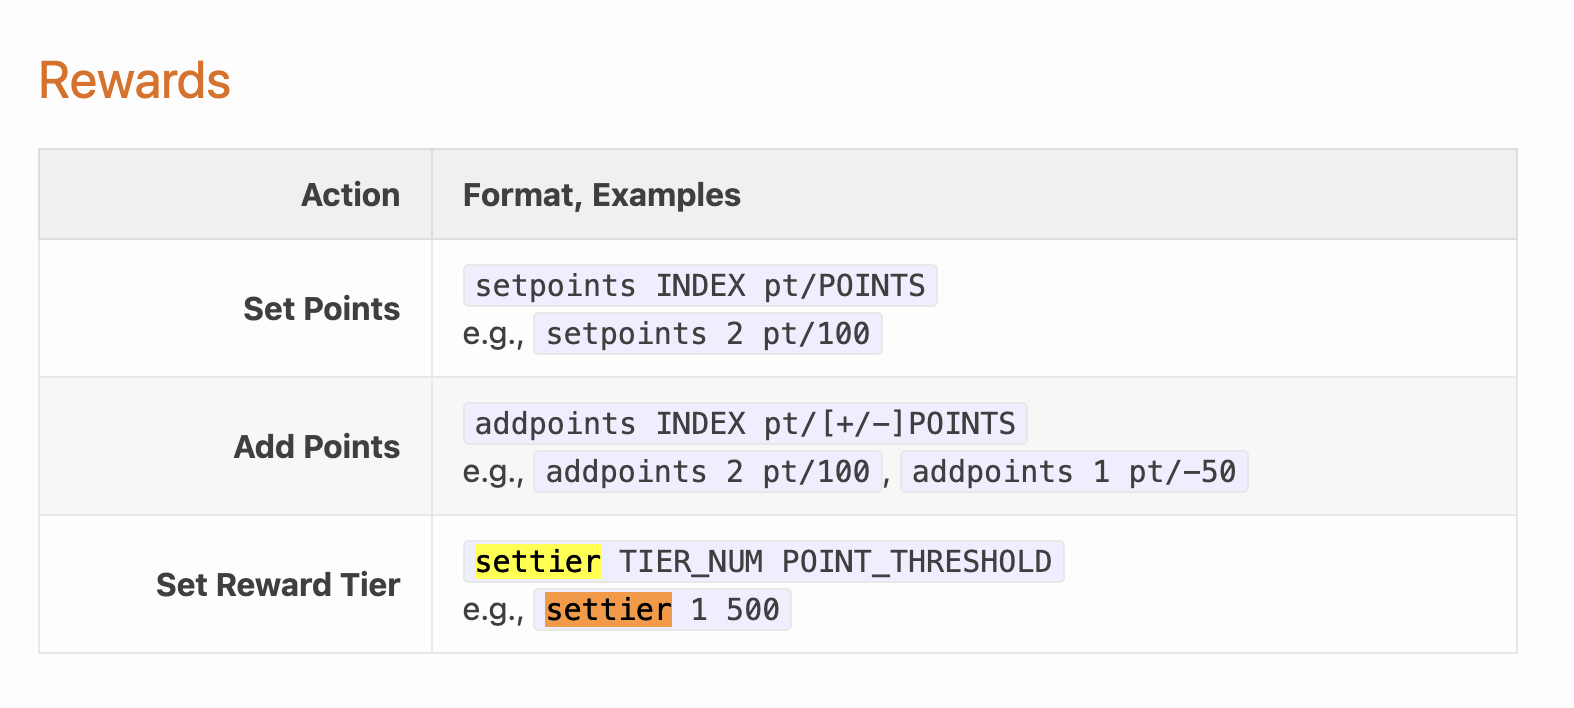 Rewards
Action
Format, Examples
Set Points
setpoints INDEX pt/POINTS
e.g., setpoints 2 pt/100
Add Points
addpoints INDEX pt/[+/-]POINTS
e.g., addpoints 2 pt/100, addpoints 1 pt/-50
Set Reward Tier
settier TIER_NUM POINT_THRESHOLD
e.g., settier 1 500